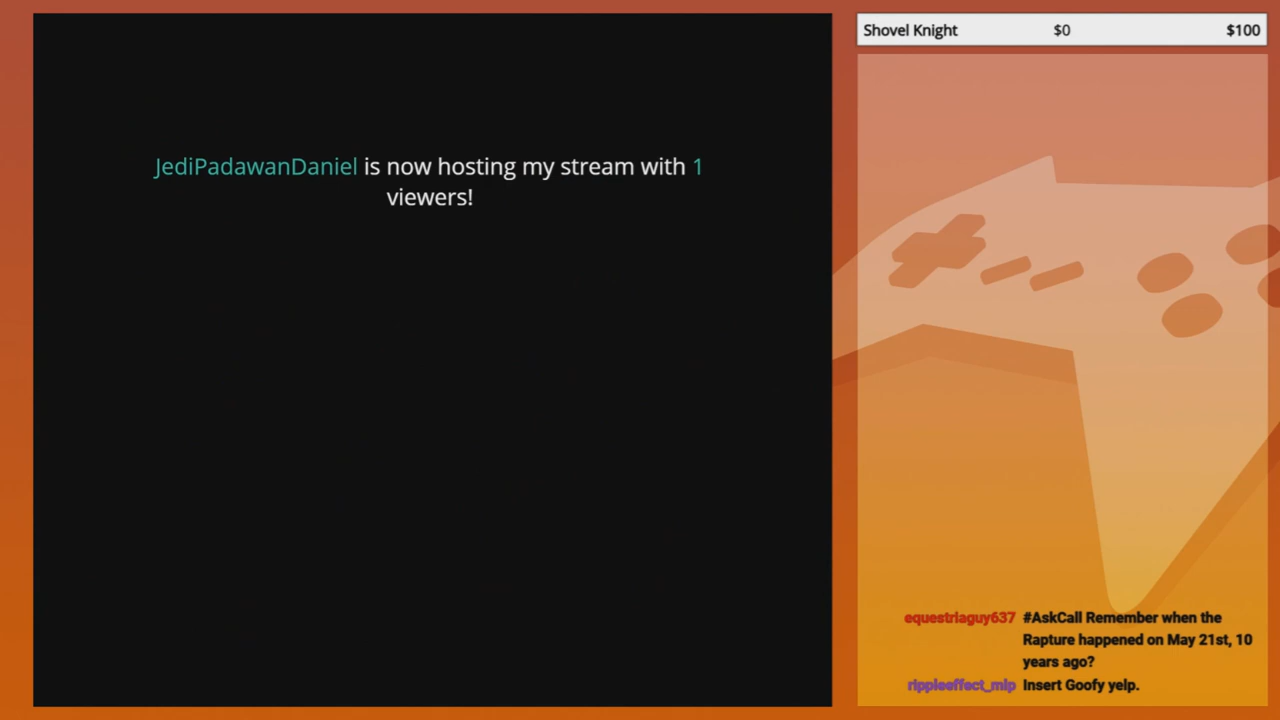 Shovel Knight $0 $100
JediPadawanDaniel is now hosting my stream with 1
viewers!
equestriaguy637 #AskCall Remember when the
Rapture happened on May 21st, 10
years ago?
rippleeffect_mlp Insert Goofy yelp.